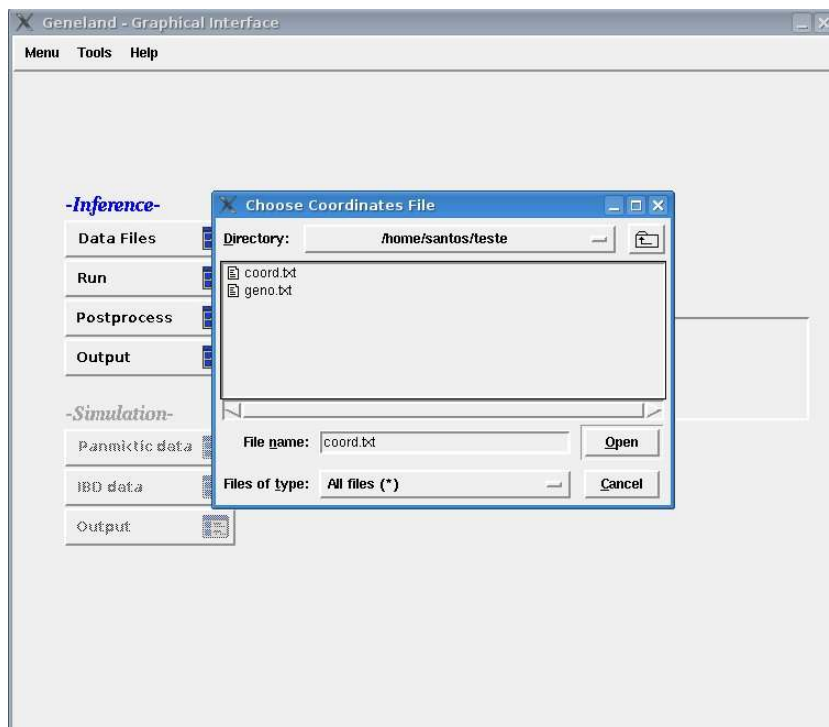 Geneland - Graphical Interface
Menu Tools Help
-Inference-
Data Files
Run
Postprocess
Output
-Simulation-
Panmictic data
IBD data
Output
Choose Coordinates File
Directory: /home/santos/teste
coord.txt
geno.txt
File name: coord.txt Open
Files of type: All files (*) Cancel